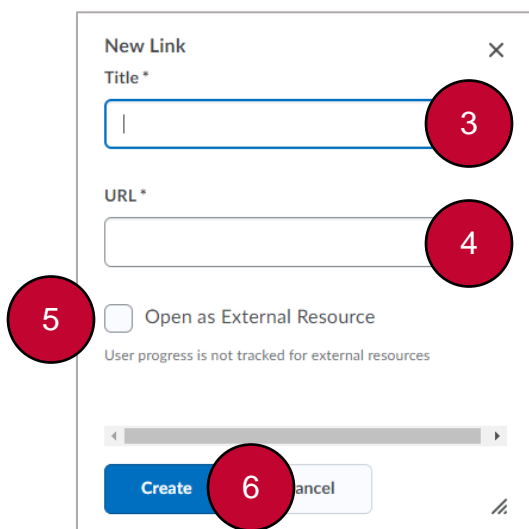 New Link
Title *
3
URL *
4
5
Open as External Resource
User progress is not tracked for external resources
Create
6
ancel